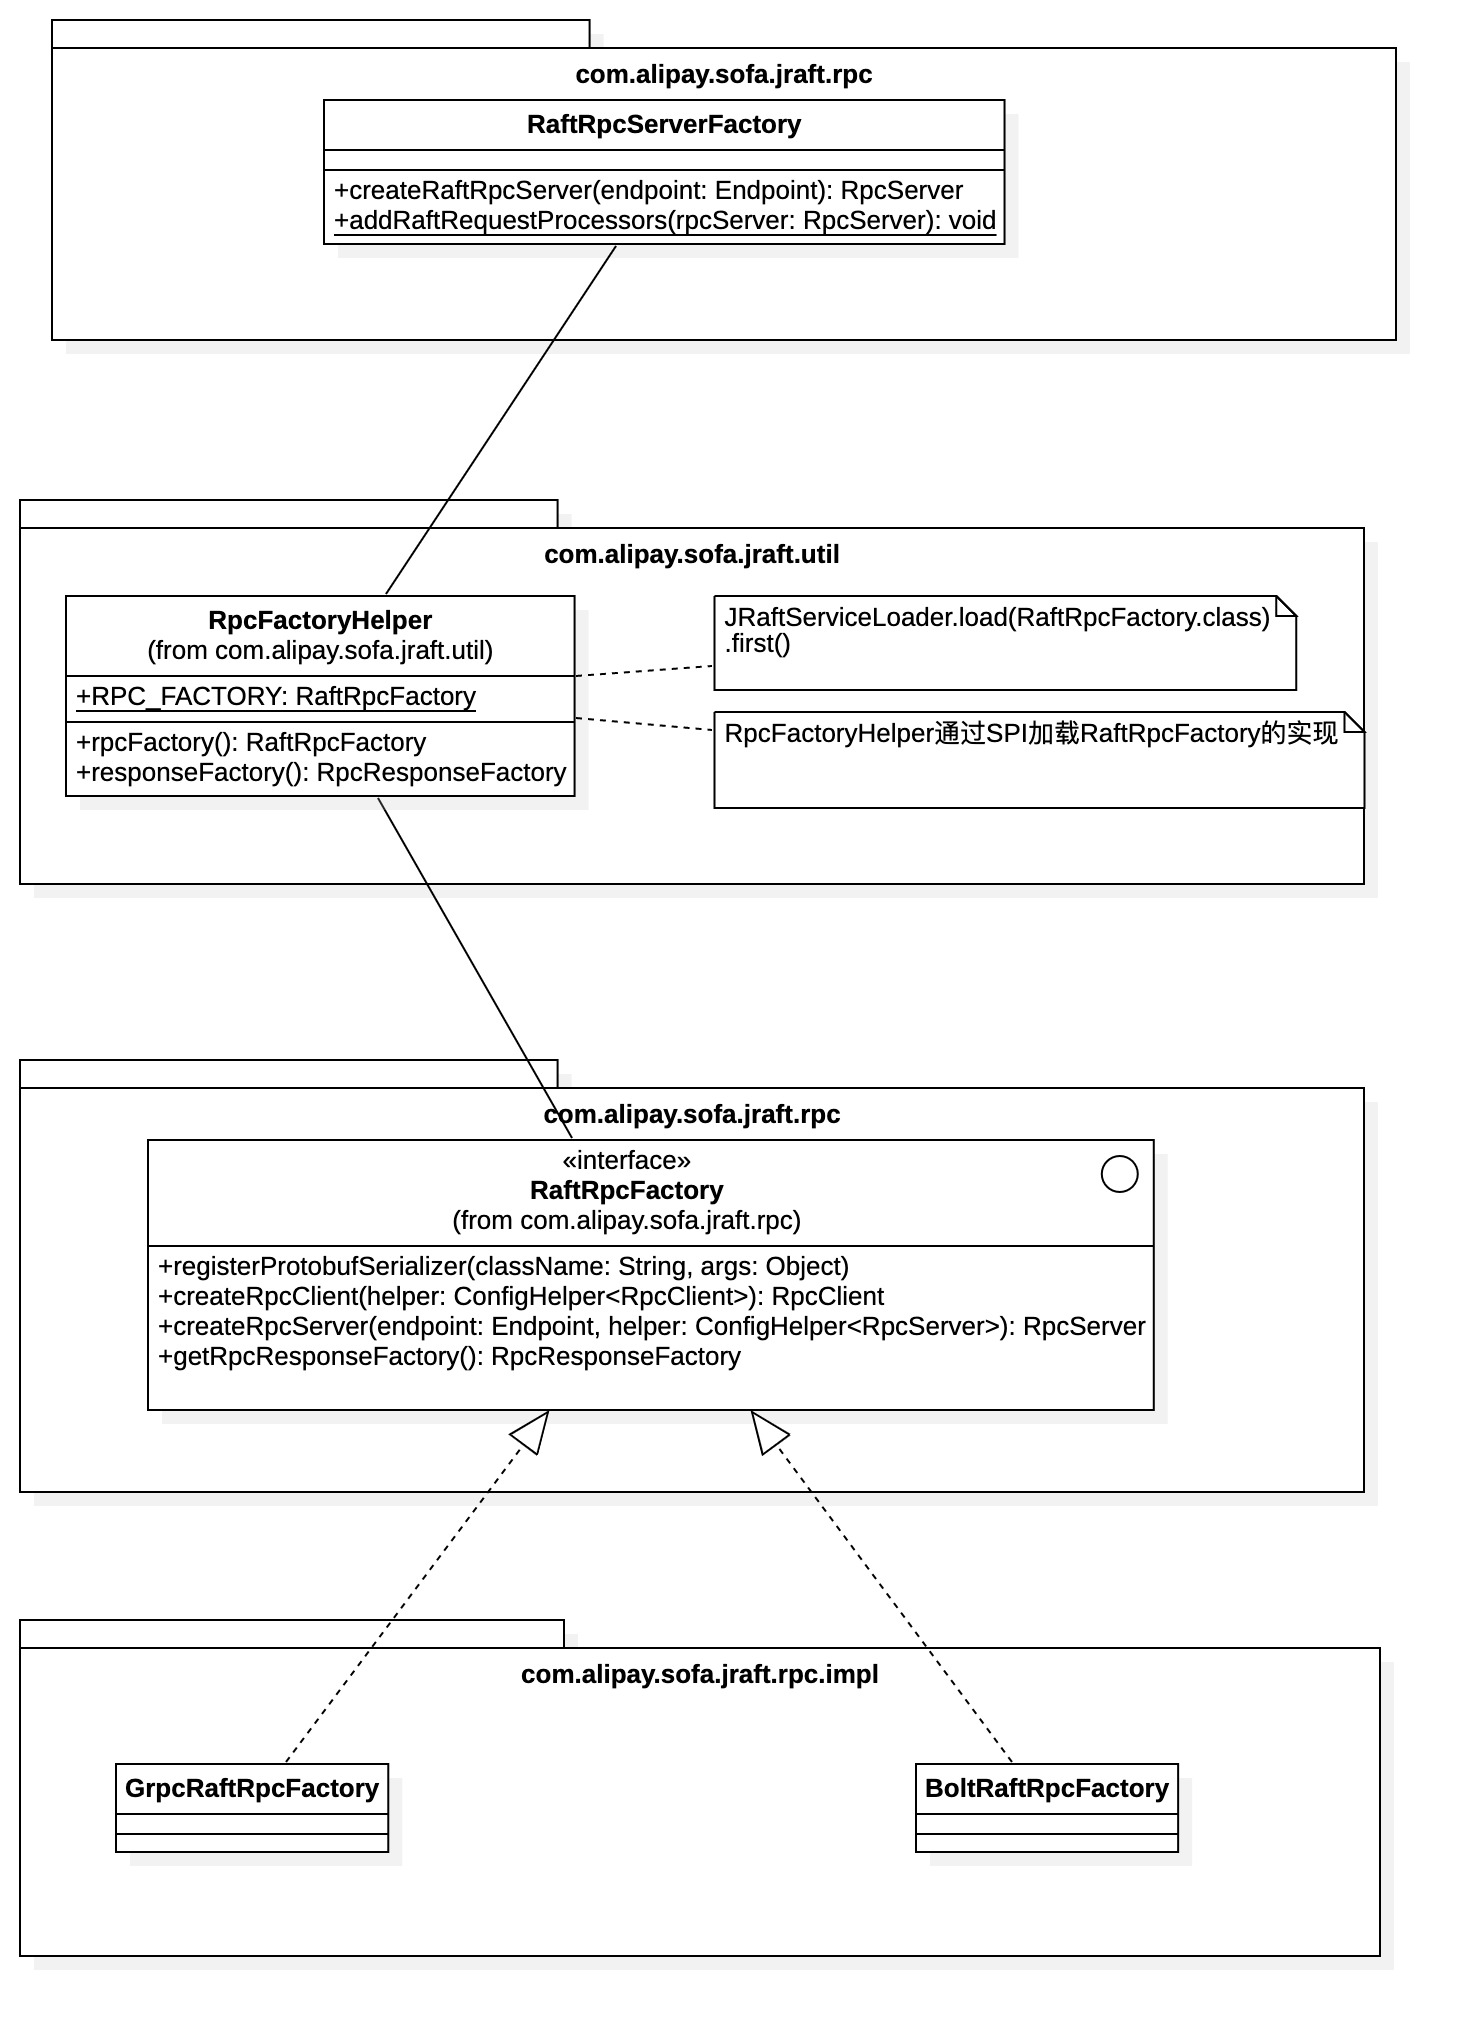 com.alipay.sofa.jraft.rpc
RaftRpcServerFactory
+createRaftRpcServer(endpoint: Endpoint): RpcServer
+addRaftRequestProcessors(rpcServer: RpcServer): void
com.alipay.sofa.jraft.util
RpcFactoryHelper
(from com.alipay.sofa.jraft.util)
+RPC_FACTORY: RaftRpcFactory
+rpcFactory(): RaftRpcFactory
+responseFactory(): RpcResponseFactory
JRaftServiceLoader.load(RaftRpcFactory.class)
.first()
RpcFactoryHelper通过SPI加载RaftRpcFactory的实现
com.alipay.sofa.jraft.rpc
«interface»
RaftRpcFactory
(from com.alipay.sofa.jraft.rpc)
+registerProtobufSerializer(className: String, args: Object)
+createRpcClient(helper: ConfigHelper<RpcClient>): RpcClient
+createRpcServer(endpoint: Endpoint, helper: ConfigHelper<RpcServer>): RpcServer
+getRpcResponseFactory(): RpcResponseFactory
com.alipay.sofa.jraft.rpc.impl
GrpcRaftRpcFactory
BoltRaftRpcFactory